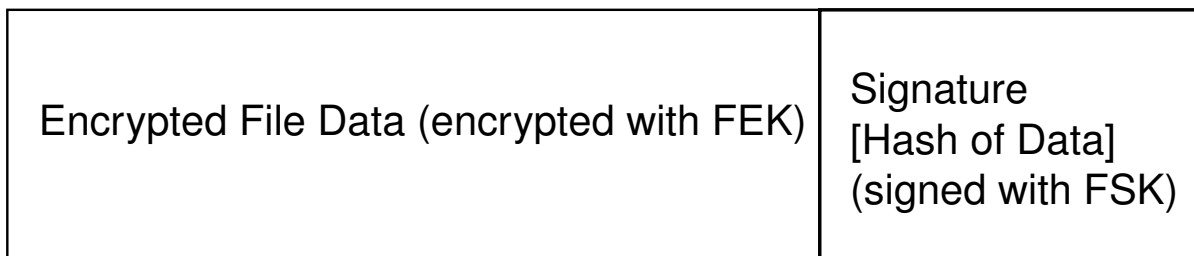 Encrypted File Data (encrypted with FEK)
Signature
[Hash of Data]
(signed with FSK)